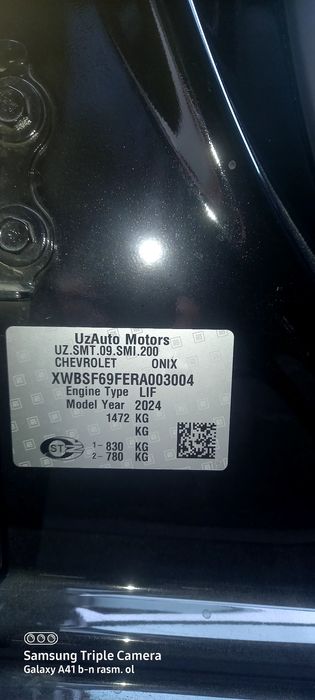 UzAuto Motors
UZ.SMT.09.SMI.200
CHEVROLET ONIX
XWBSF69FERA003004
Engine Type LIF
Model Year 2024
1472 KG
KG
ST
1- 830 KG
2- 780 KG
Samsung Triple Camera
Galaxy A41 b-n rasm. ol